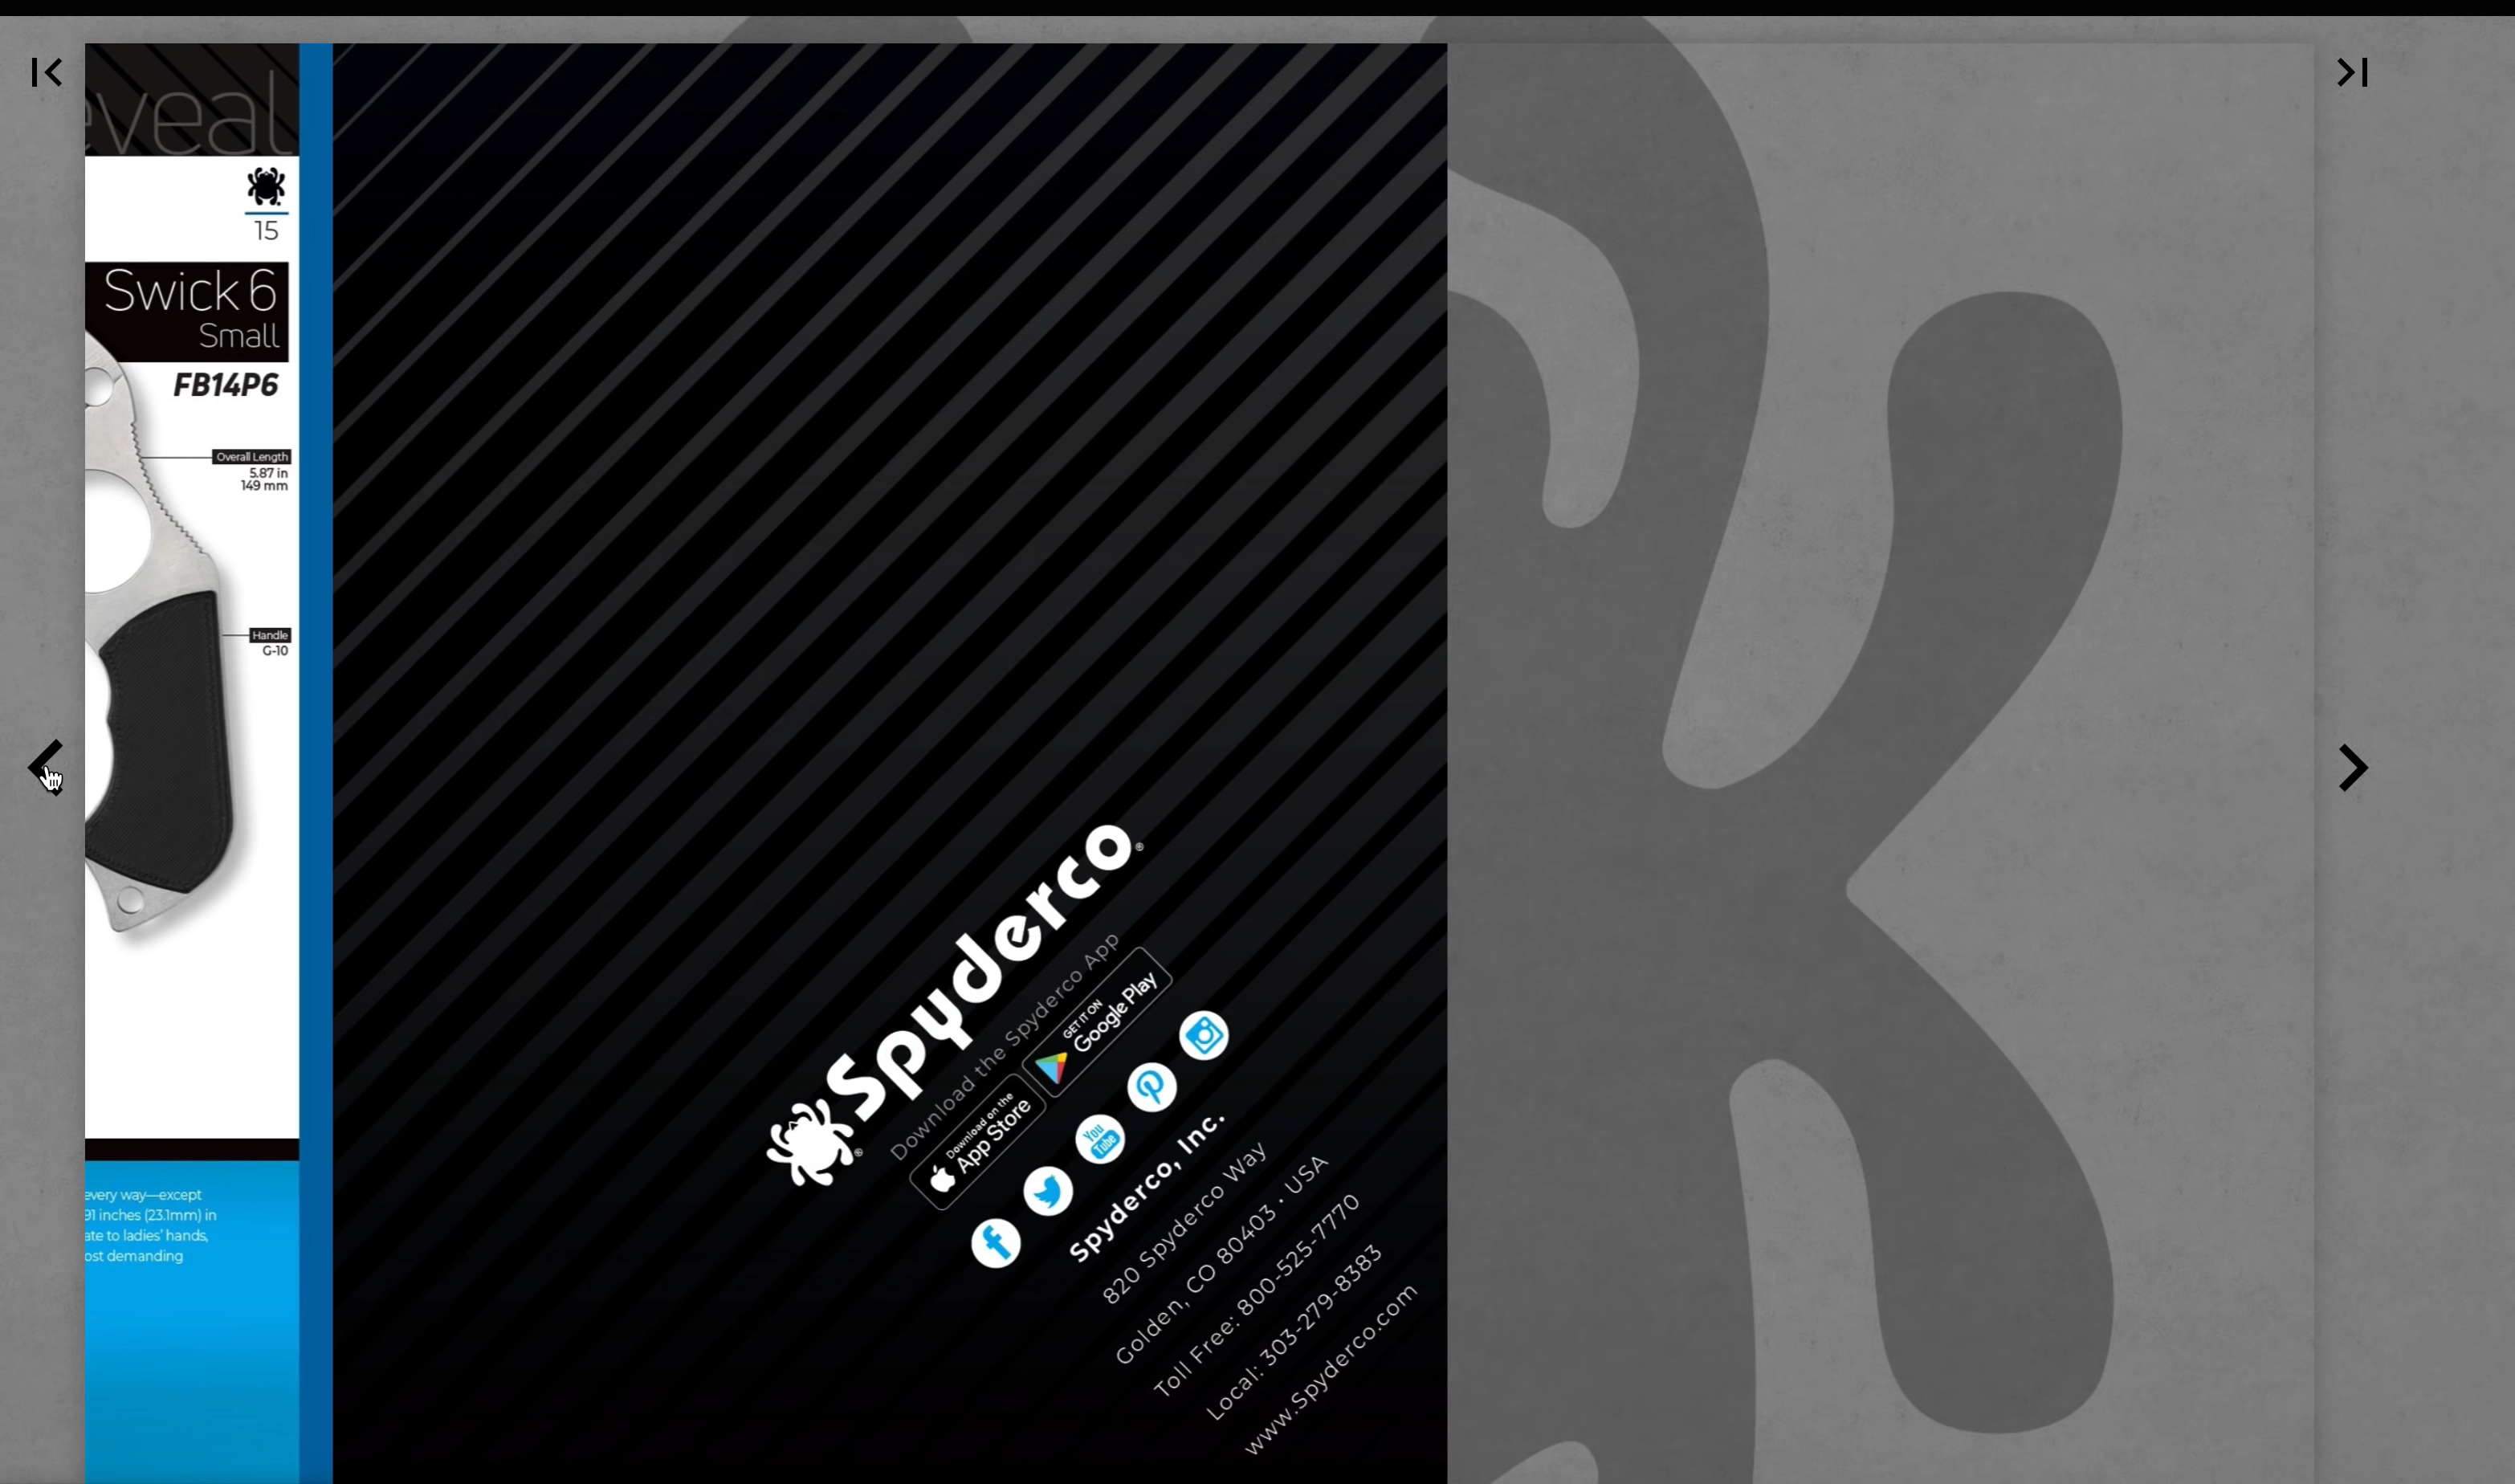 eveal
15
Swick 6
Small
FB14P6
Overall Length
5.87 in
149 mm
Handle
G-10
every way—except
91 inches (23.1mm) in
ate to ladies' hands,
ost demanding
Spyderco®
®
Download the Spyderco App
Download on the
App Store
GET IT ON
Google Play
You
Tube
Spyderco, Inc.
820 Spyderco Way
Golden, CO 80403 • USA
Toll Free: 800-525-7770
Local: 303-279-8383
www.Spyderco.com